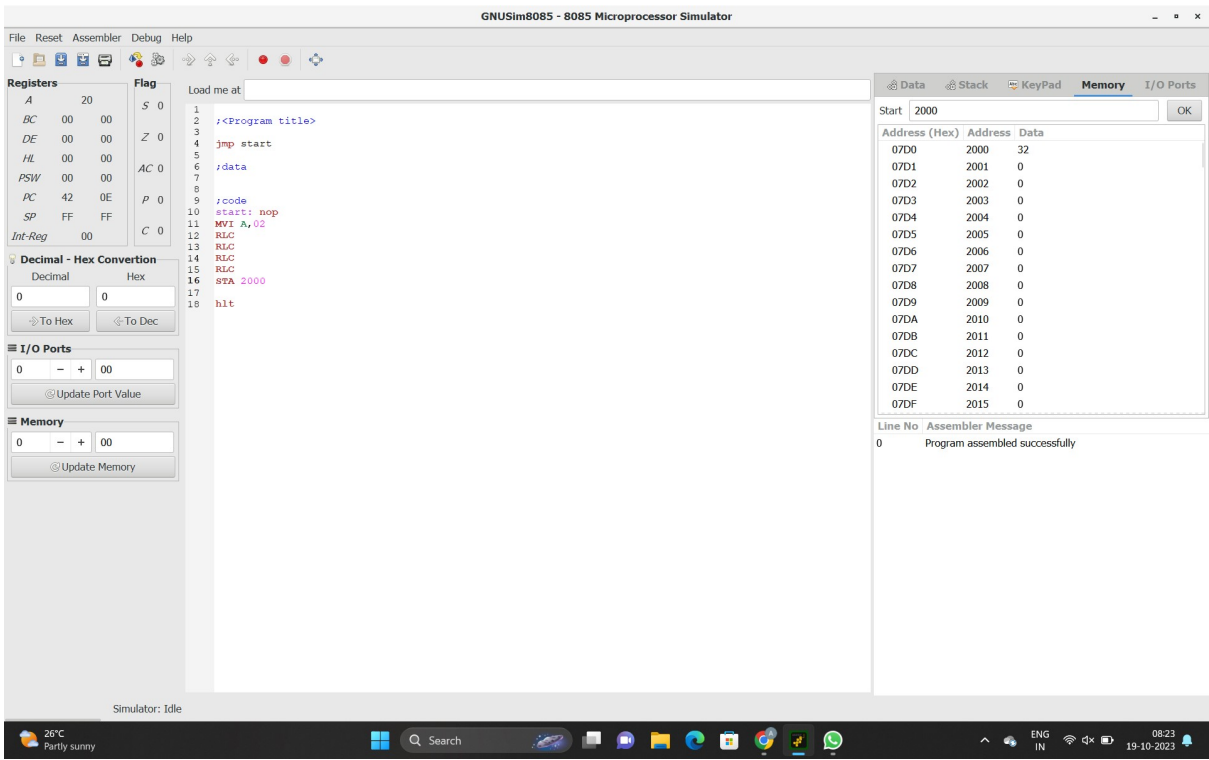 GNUSim8085 - 8085 Microprocessor Simulator
File Reset Assembler Debug Help
Registers
A 20
BC 00 00
DE 00 00
HL 00 00
PSW 00 00
PC 42 0E
SP FF FF
Int-Reg 00
Flag
S 0
Z 0
AC 0
P 0
C 0
Decimal - Hex Convertion
Decimal Hex
0 0
To Hex To Dec
I/O Ports
0 - + 00
Update Port Value
Memory
0 - + 00
Update Memory
Load me at
1
2 ;<Program title>
3
4 jmp start
5
6 ;data
7
8
9 ;code
10 start: nop
11 MVI A,02
12 RLC
13 RLC
14 RLC
15 RLC
16 STA 2000
17
18 hlt
Data Stack KeyPad Memory I/O Ports
Start 2000 OK
Address (Hex) Address Data
07D0 2000 32
07D1 2001 0
07D2 2002 0
07D3 2003 0
07D4 2004 0
07D5 2005 0
07D6 2006 0
07D7 2007 0
07D8 2008 0
07D9 2009 0
07DA 2010 0
07DB 2011 0
07DC 2012 0
07DD 2013 0
07DE 2014 0
07DF 2015 0
Line No Assembler Message
0 Program assembled successfully
Simulator: Idle
26°C
Partly sunny
Search
ENG
IN
08:23
19-10-2023